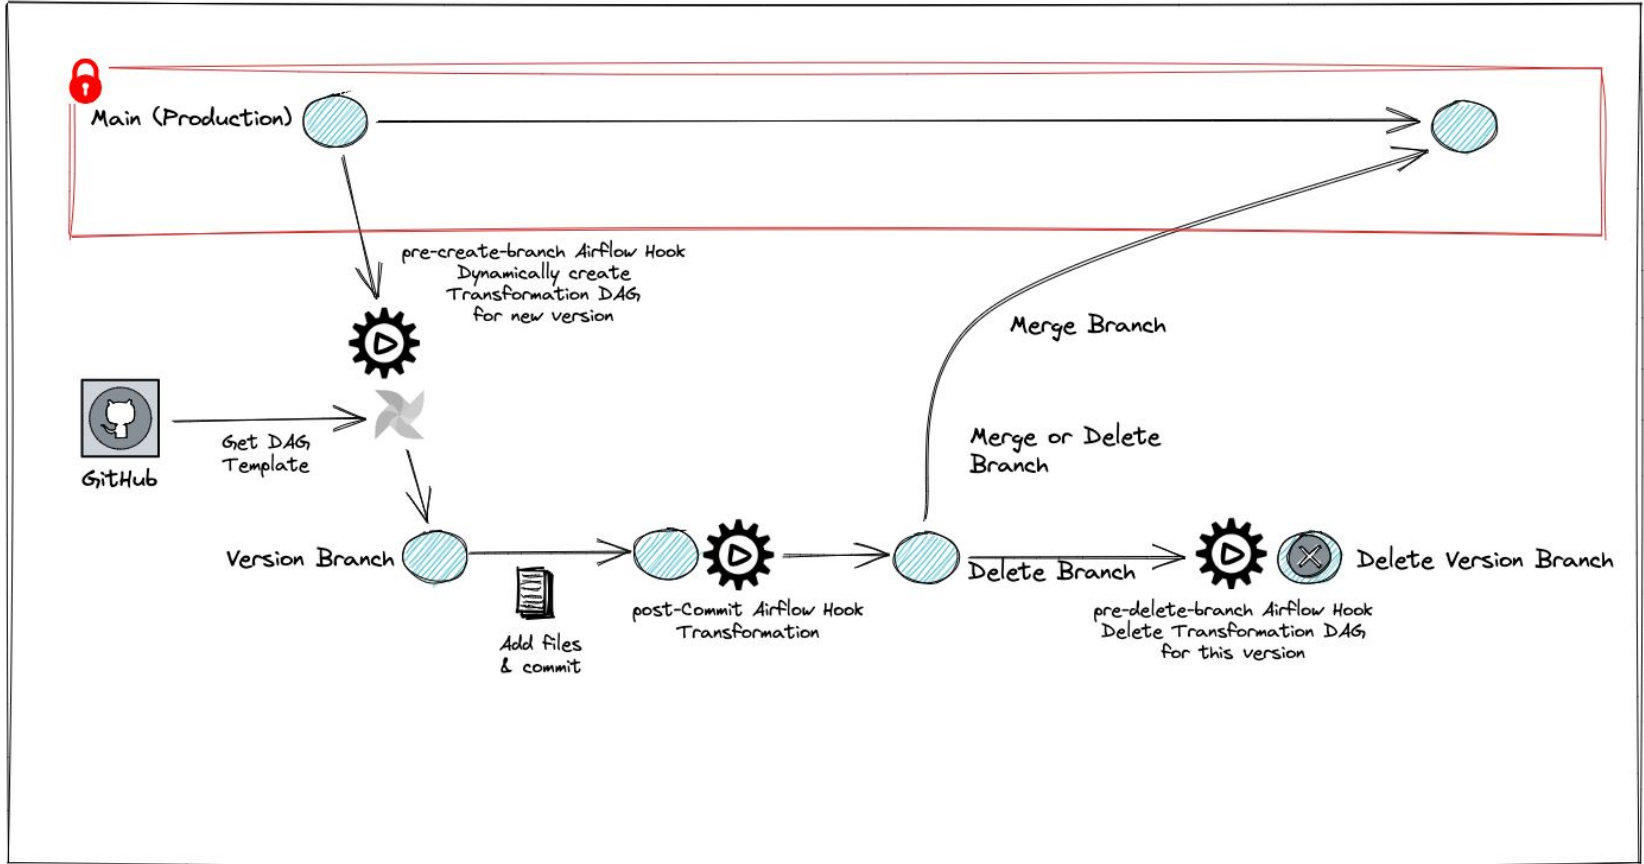 Main (Production)
pre-create-branch Airflow Hook
Dynamically create
Transformation DAG
for new version
Merge Branch
Get DAG
Template
GitHub
Merge or Delete
Branch
Version Branch
Add files
& commit
post-Commit Airflow Hook
Transformation
Delete Branch
pre-delete-branch Airflow Hook
Delete Transformation DAG
for this version
Delete Version Branch